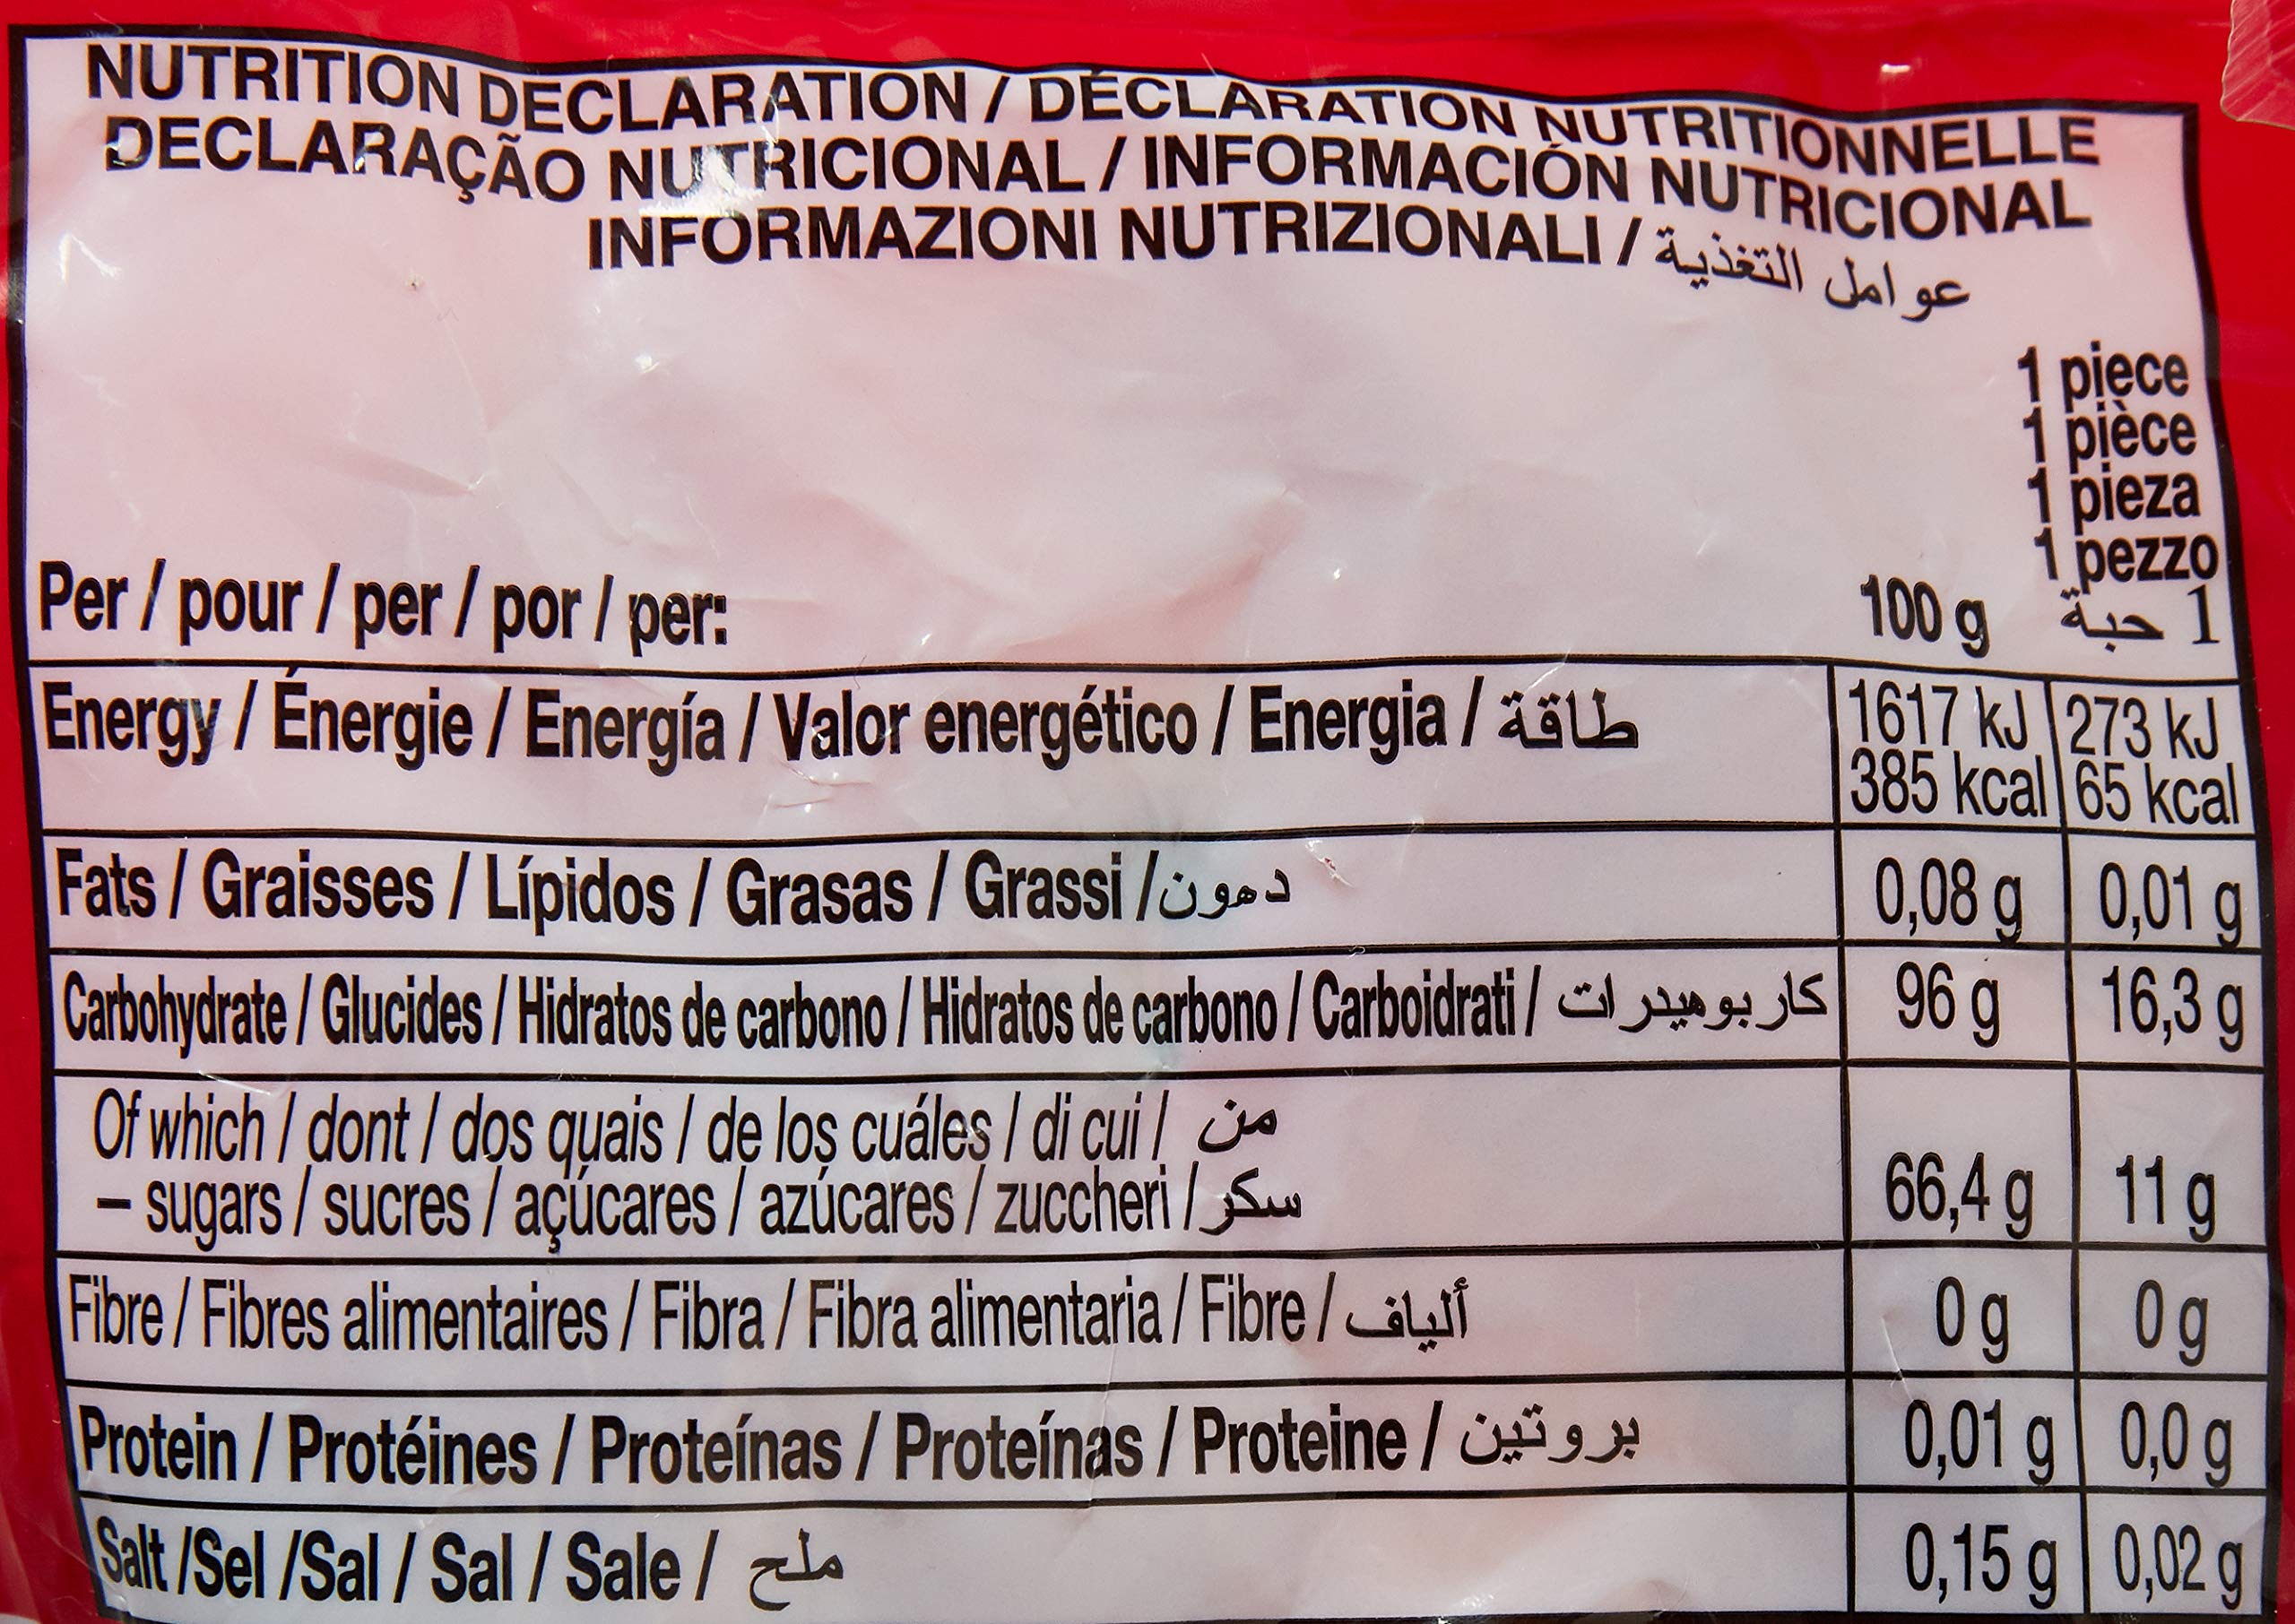 NUTRITION DECLARATION / DÉCLARATION NUTRITIONNELLE
DECLARAÇÃO NUTRICIONAL / INFORMACIÓN NUTRICIONAL
INFORMAZIONI NUTRIZIONALI / عوامل التغذية
1 piece
1 pièce
1 pieza
1 pezzo
Per / pour / per / por / per: 100 g 1 حبة
Energy / Énergie / Energía / Valor energético / Energia / طاقة 1617 kJ 273 kJ
385 kcal 65 kcal
Fats / Graisses / Lípidos / Grasas / Grassi / دهون 0,08 g 0,01 g
Carbohydrate / Glucides / Hidratos de carbono / Hidratos de carbono / Carboidrati / كاربوهيدرات 96 g 16,3 g
Of which / dont / dos quais / de los cuáles / di cui / من
– sugars / sucres / açúcares / azúcares / zuccheri / سكر 66,4 g 11 g
Fibre / Fibres alimentaires / Fibra / Fibra alimentaria / Fibre / ألياف 0 g 0 g
Protein / Protéines / Proteínas / Proteínas / Proteine / بروتين 0,01 g 0,0 g
Salt /Sel /Sal / Sal / Sale / ملح 0,15 g 0,02 g